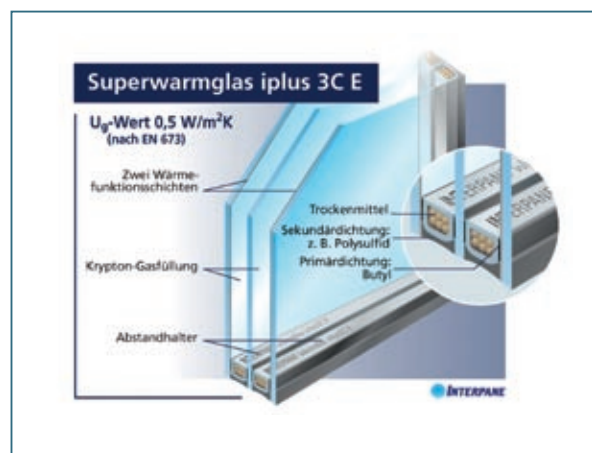 Superwarmglas iplus 3C E
Ug-Wert 0,5 W/m²K
(nach EN 673)
Zwei Wärme-
funktionsschichten
Krypton-Gasfüllung
Abstandhalter
Trockenmittel
Sekundärdichtung:
z. B. Polysulfid
Primärdichtung:
Butyl
INTERPANE
INTERPANE